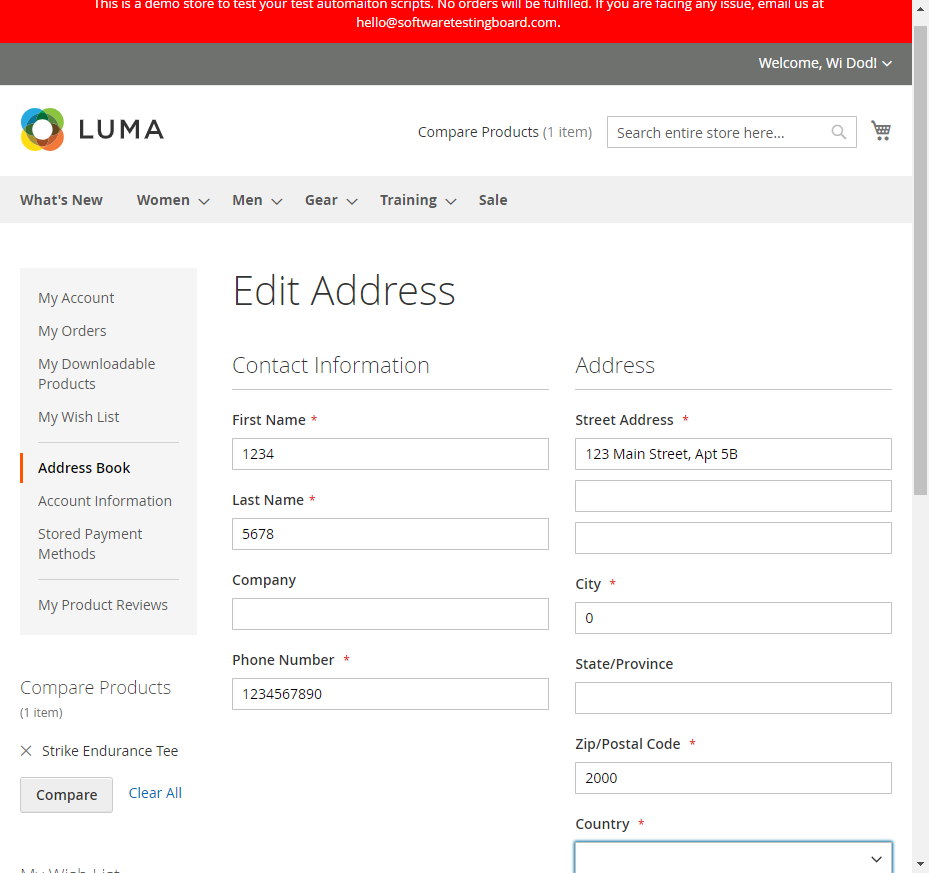 This is a demo store to test your test automaiton scripts. No orders will be fulfilled. If you are facing any issue, email us at
hello@softwaretestingboard.com.
Welcome, Wi Dod!
LUMA
Compare Products (1 item)
Search entire store here...
What's New Women Men Gear Training Sale
My Account
My Orders
My Downloadable
Products
My Wish List
Address Book
Account Information
Stored Payment
Methods
My Product Reviews
Compare Products
(1 item)
Strike Endurance Tee
Compare Clear All
My Wish List
Edit Address
Contact Information
First Name *
1234
Last Name *
5678
Company
Phone Number *
1234567890
Address
Street Address *
123 Main Street, Apt 5B
City *
0
State/Province
Zip/Postal Code *
2000
Country *